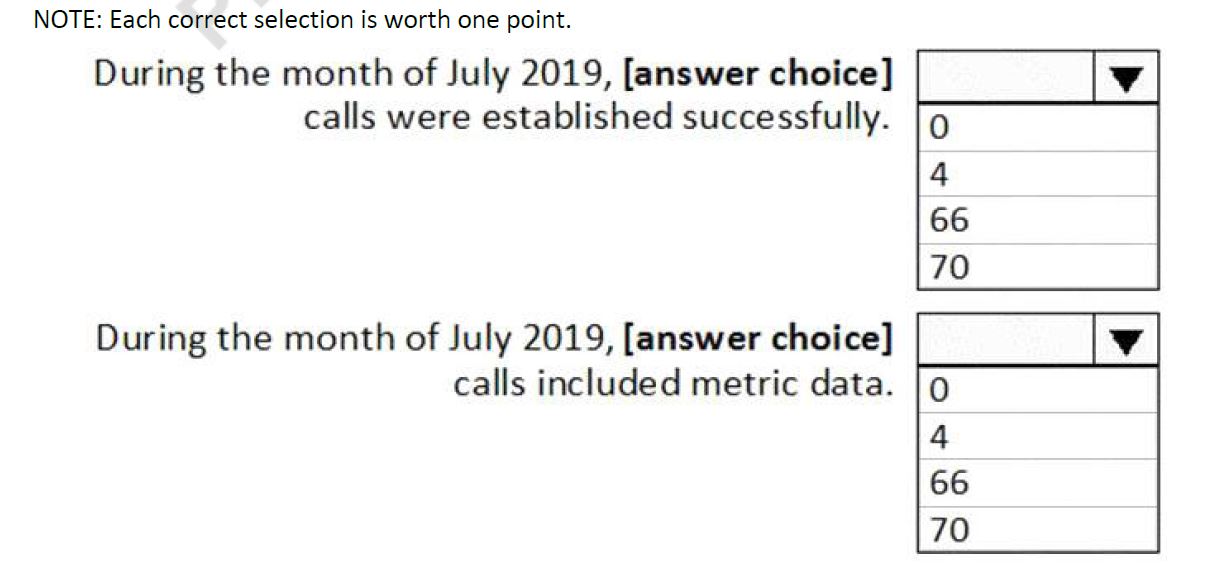 NOTE: Each correct selection is worth one point.
During the month of July 2019, [answer choice]
calls were established successfully.
0
4
66
70
During the month of July 2019, [answer choice]
calls included metric data.
0
4
66
70